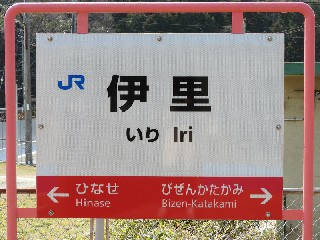 JR 伊里
いり Iri
← ひなせ びぜんかたかみ →
Hinase Bizen-Katakami